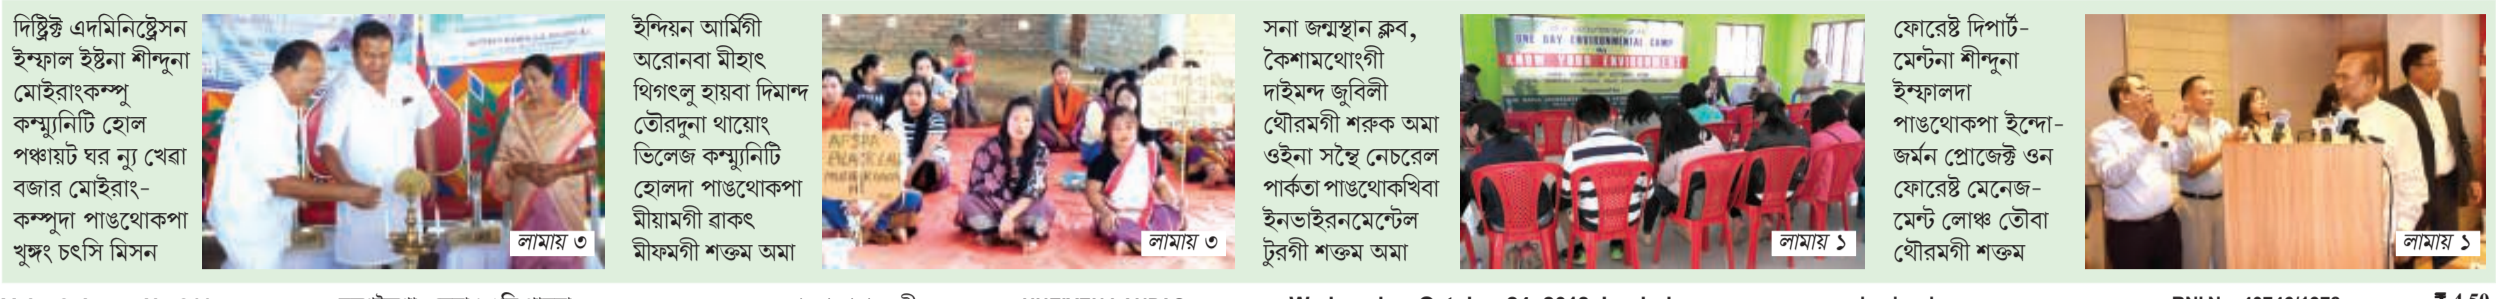 দিষ্ট্রিক্ট এদমিনিষ্ট্রেসন
ইম্ফাল ইষ্টনা শীন্দুনা
মোইরাংকম্পু
কম্ম্যুনিটি হোল
পঞ্চায়ট ঘর ন্যু খেৱা
বজার মোইরাং-
কম্পুদা পাঙথোকপা
খুঙ্গং চৎসি মিসন
লামায় ৩
ইন্দিয়ন আর্মিগী
অরোনবা মীহাৎ
থিগৎলু হায়বা দিমান্দ
তৌরদুনা থায়োং
ভিলেজ কম্ম্যুনিটি
হোলদা পাঙথোকপা
মীয়ামগী ৱাকৎ
মীফমগী শক্তম অমা
AFSPA
লামায় ৩
সনা জন্মস্থান ক্লব,
কৈশামথোংগী
দাইমন্দ জুবিলী
থৌরমগী শরুক অমা
ওইনা সন্থৈ নেচরেল
পার্কতা পাঙথোকখিবা
ইনভাইরনমেন্টেল
টুরগী শক্তম অমা
ONE DAY ENVIRONMENTAL CAMP
KNOW YOUR ENVIRONMENT
লামায় ১
ফোরেষ্ট দিপার্ট-
মেন্টনা শীন্দুনা
ইম্ফালদা
পাঙথোকপা ইন্দো-
জর্মন প্রোজেক্ট ওন
ফোরেষ্ট মেনেজ-
মেন্ট লোঞ্চ তৌবা
থৌরমগী শক্তম
লামায় ১